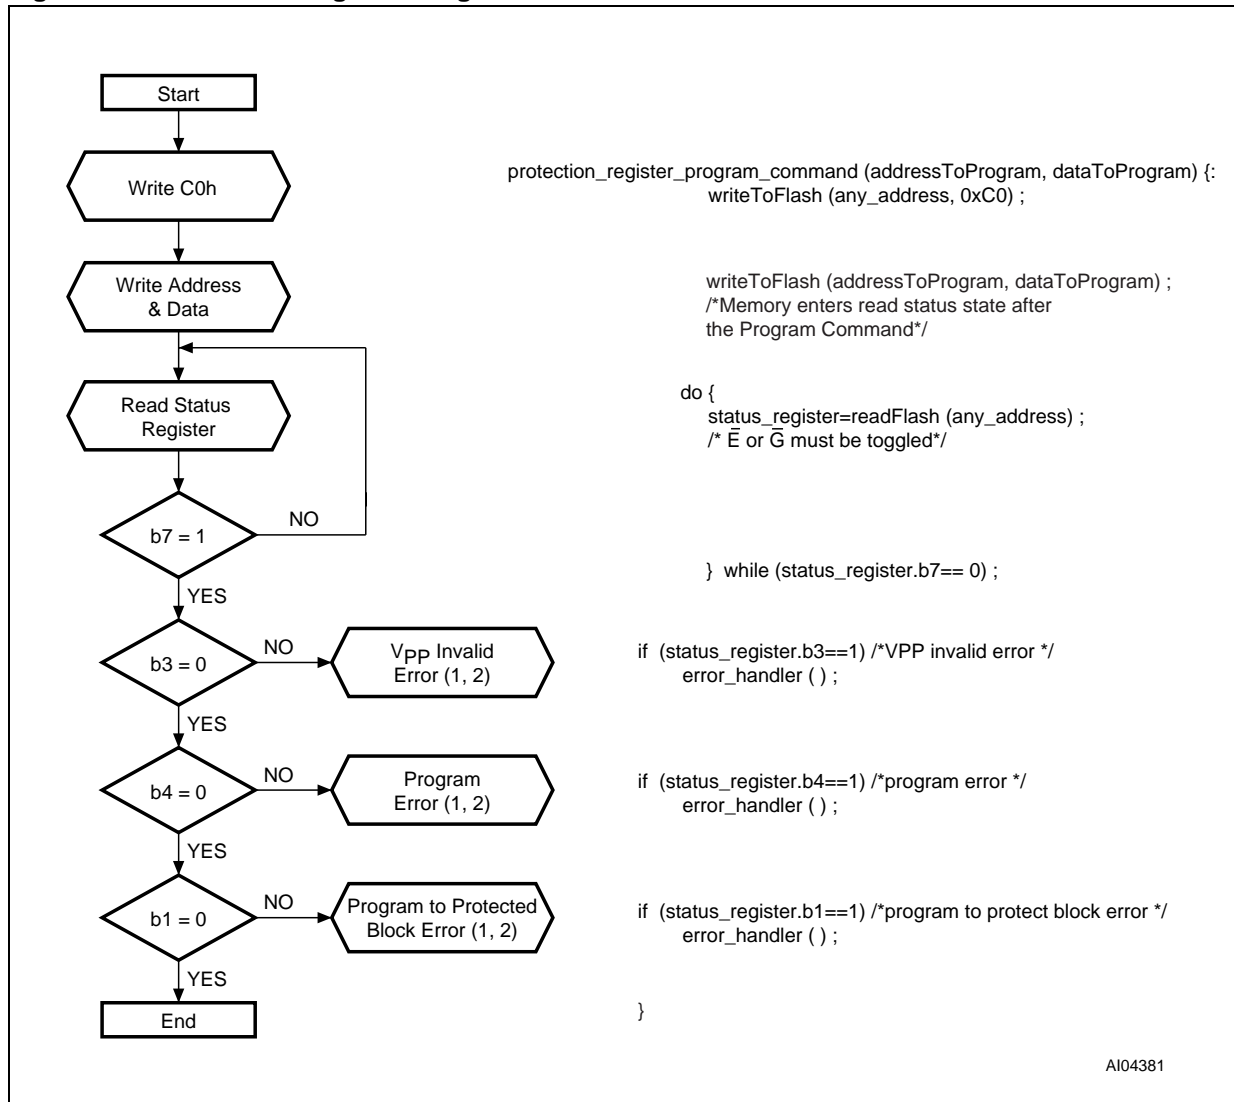 Start
Write C0h
protection_register_program_command (addressToProgram, dataToProgram) {:
writeToFlash (any_address, 0xC0) ;
Write Address
& Data
writeToFlash (addressToProgram, dataToProgram) ;
/*Memory enters read status state after
the Program Command*/
Read Status
Register
do {
status_register=readFlash (any_address) ;
/* E̅ or G̅ must be toggled*/
b7 = 1
NO
} while (status_register.b7== 0) ;
YES
b3 = 0
NO
VPP Invalid
Error (1, 2)
if (status_register.b3==1) /*VPP invalid error */
error_handler ( ) ;
YES
b4 = 0
NO
Program
Error (1, 2)
if (status_register.b4==1) /*program error */
error_handler ( ) ;
YES
b1 = 0
NO
Program to Protected
Block Error (1, 2)
if (status_register.b1==1) /*program to protect block error */
error_handler ( ) ;
YES
End
}
AI04381